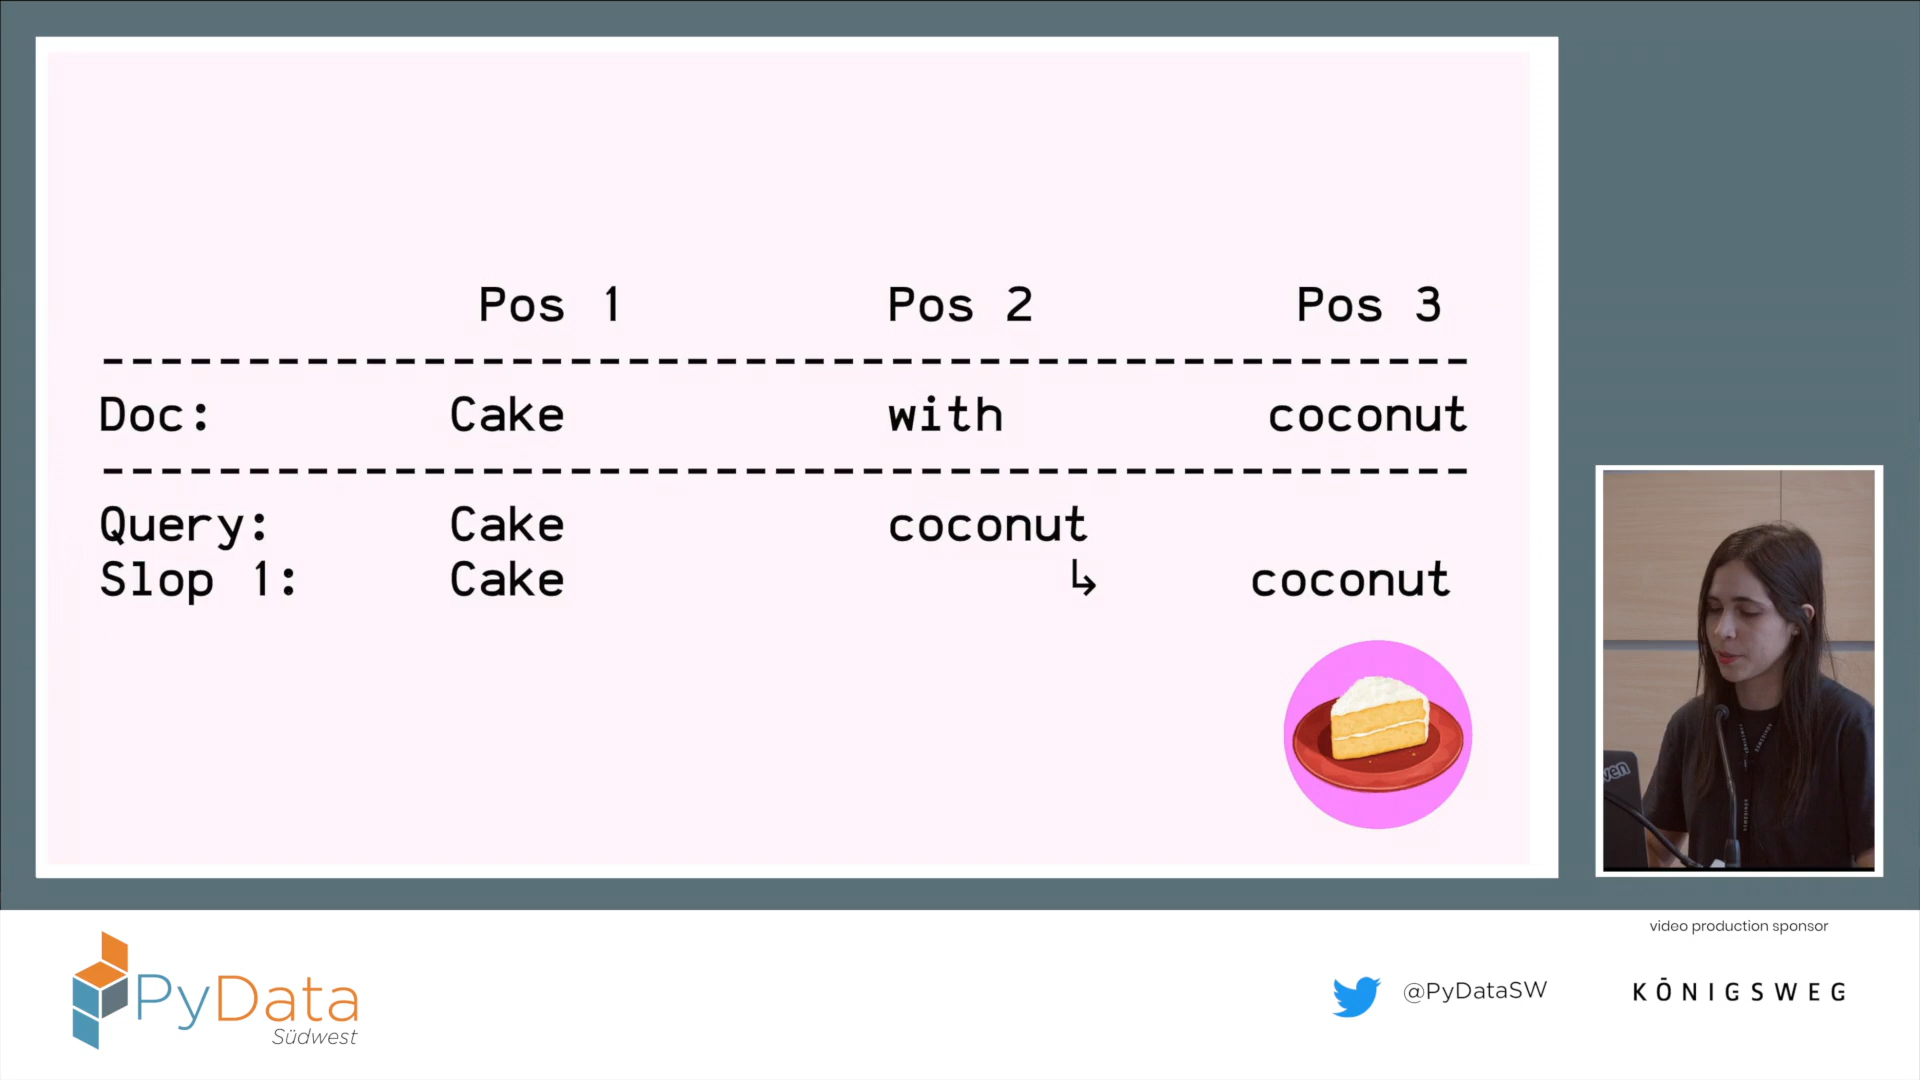 Pos 1 Pos 2 Pos 3
-----------------------------------------------
Doc: Cake with coconut
-----------------------------------------------
Query: Cake coconut
Slop 1: Cake ↳ coconut
ven
video production sponsor
PyData
Südwest
@PyDataSW
KÖNIGSWEG